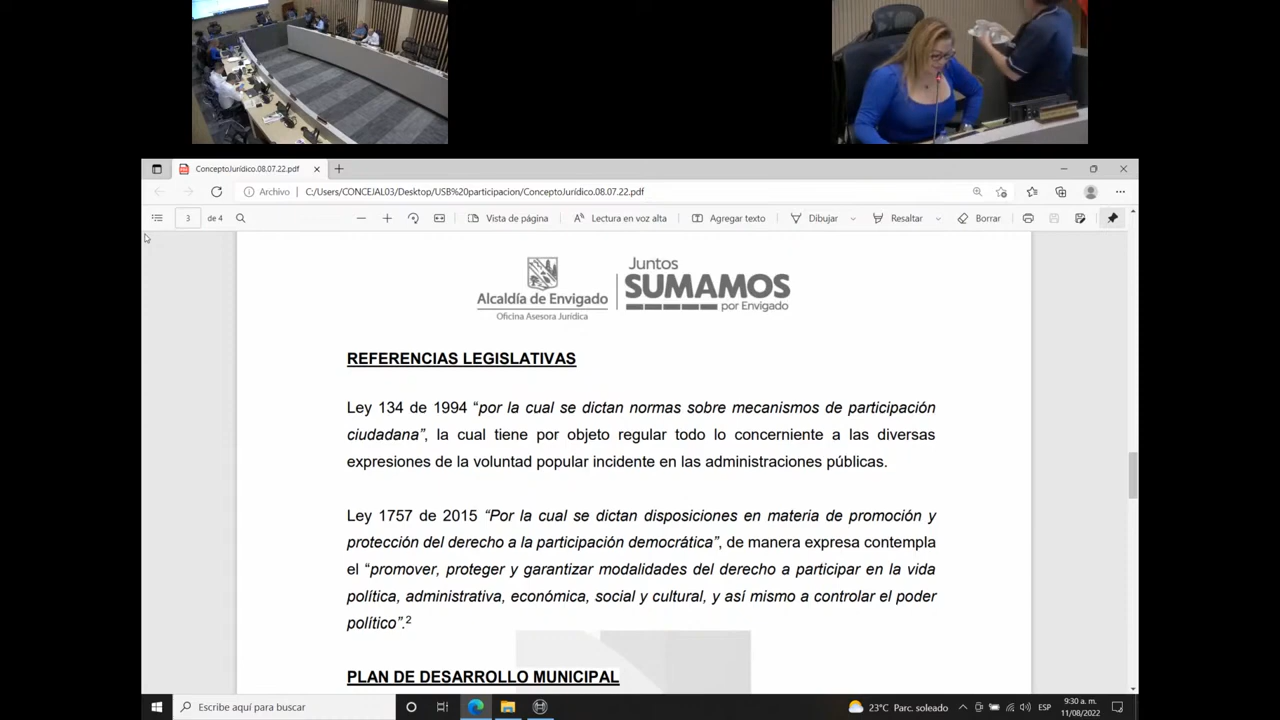 ConceptoJurídico.08.07.22.pdf
Archivo C:/Users/CONCEJAL03/Desktop/USB%20participacion/ConceptoJurídico.08.07.22.pdf
3 de 4 Vista de página Lectura en voz alta Agregar texto Dibujar Resaltar Borrar
Alcaldía de Envigado
Oficina Asesora Jurídica
Juntos
SUMAMOS
por Envigado
REFERENCIAS LEGISLATIVAS
Ley 134 de 1994 “por la cual se dictan normas sobre mecanismos de participación
ciudadana”, la cual tiene por objeto regular todo lo concerniente a las diversas
expresiones de la voluntad popular incidente en las administraciones públicas.
Ley 1757 de 2015 “Por la cual se dictan disposiciones en materia de promoción y
protección del derecho a la participación democrática”, de manera expresa contempla
el “promover, proteger y garantizar modalidades del derecho a participar en la vida
política, administrativa, económica, social y cultural, y así mismo a controlar el poder
político”.2
PLAN DE DESARROLLO MUNICIPAL
Escribe aquí para buscar
23°C Parc. soleado
ESP
9:30 a. m.
11/08/2022